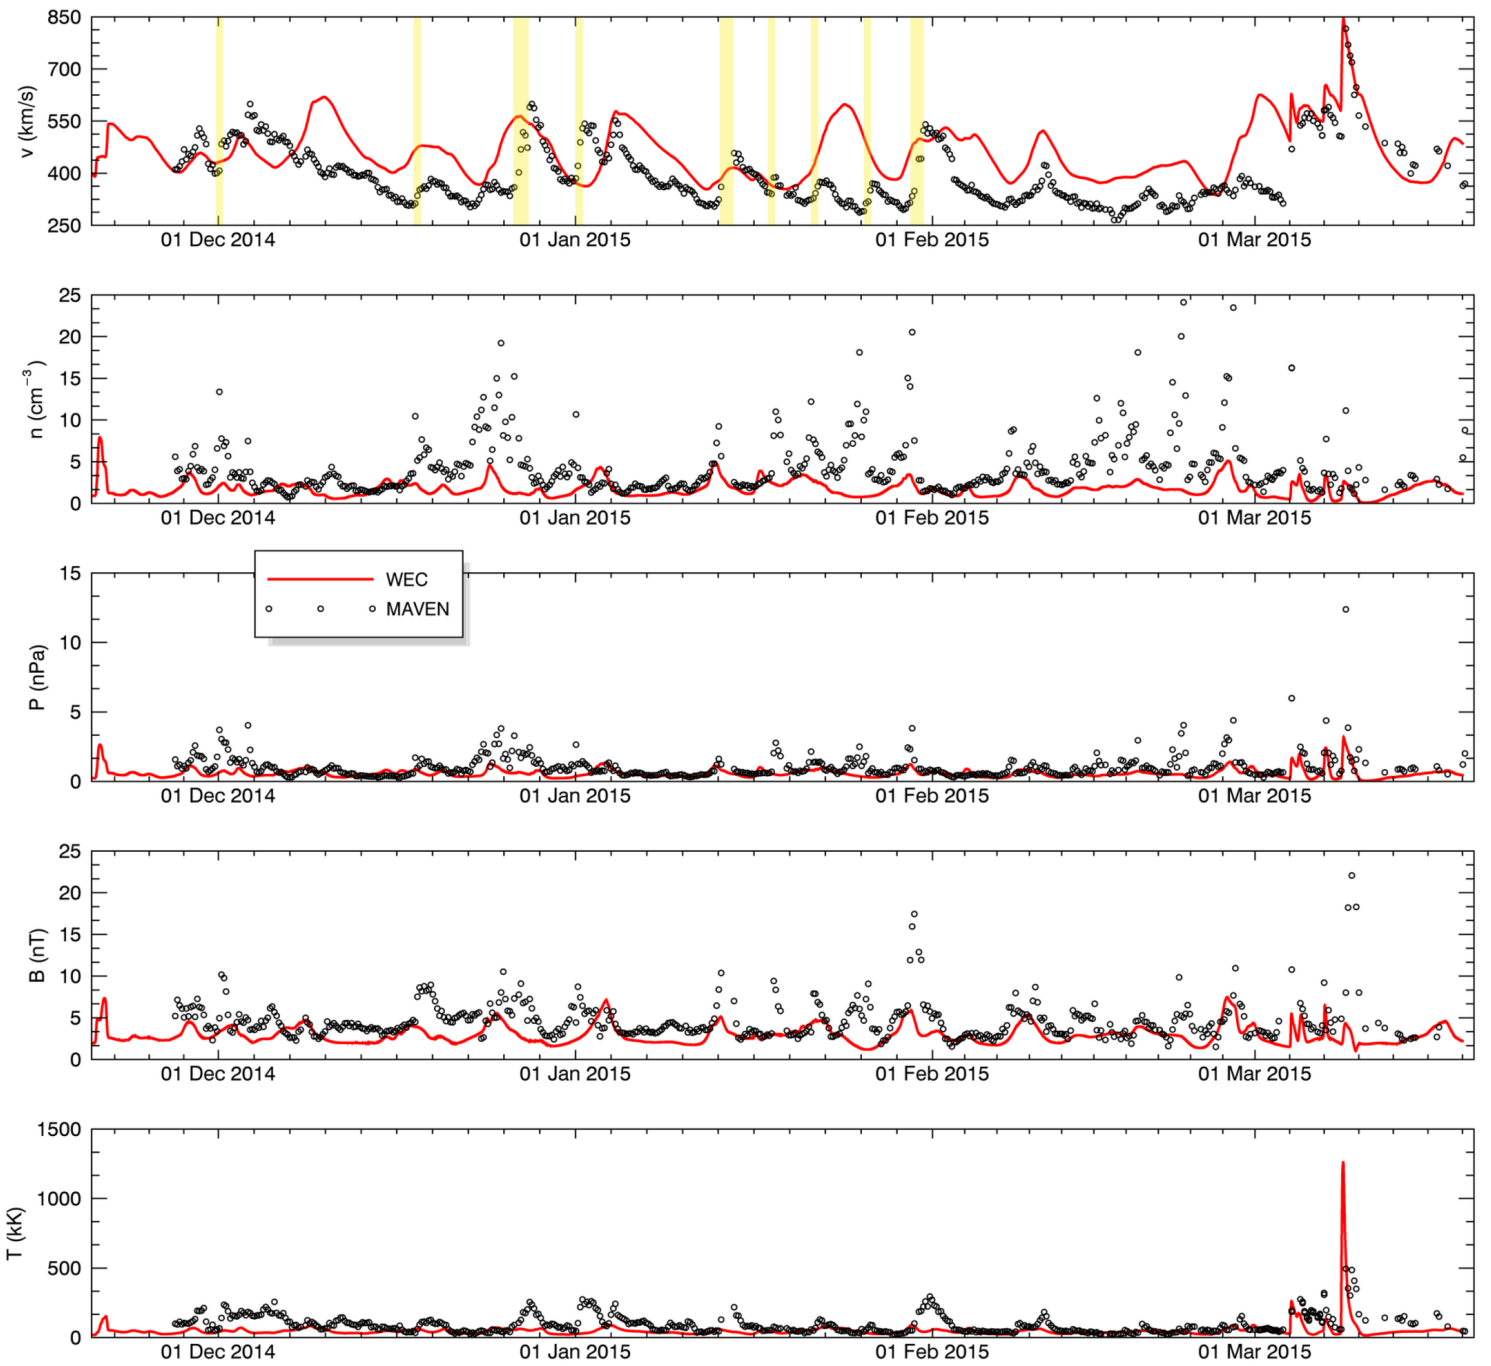 850
700
550
400
250
v (km/s)
01 Dec 2014
01 Jan 2015
01 Feb 2015
01 Mar 2015
25
20
15
10
5
0
n (cm⁻³)
01 Dec 2014
01 Jan 2015
01 Feb 2015
01 Mar 2015
15
10
5
0
P (nPa)
WEC
MAVEN
01 Dec 2014
01 Jan 2015
01 Feb 2015
01 Mar 2015
25
20
15
10
5
0
B (nT)
01 Dec 2014
01 Jan 2015
01 Feb 2015
01 Mar 2015
1500
1000
500
0
T (kK)
01 Dec 2014
01 Jan 2015
01 Feb 2015
01 Mar 2015